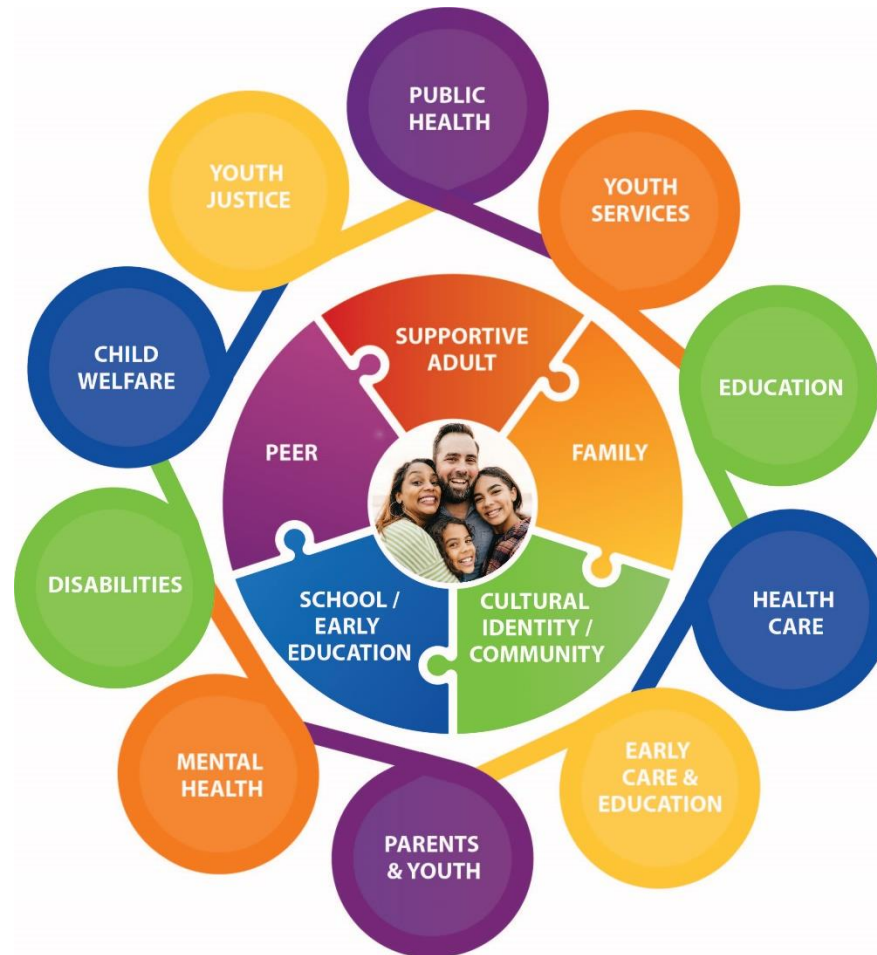 PUBLIC
HEALTH
YOUTH
SERVICES
EDUCATION
HEALTH
CARE
EARLY
CARE &
EDUCATION
PARENTS
& YOUTH
MENTAL
HEALTH
DISABILITIES
CHILD
WELFARE
YOUTH
JUSTICE
SUPPORTIVE
ADULT
FAMILY
CULTURAL
IDENTITY /
COMMUNITY
SCHOOL /
EARLY
EDUCATION
PEER